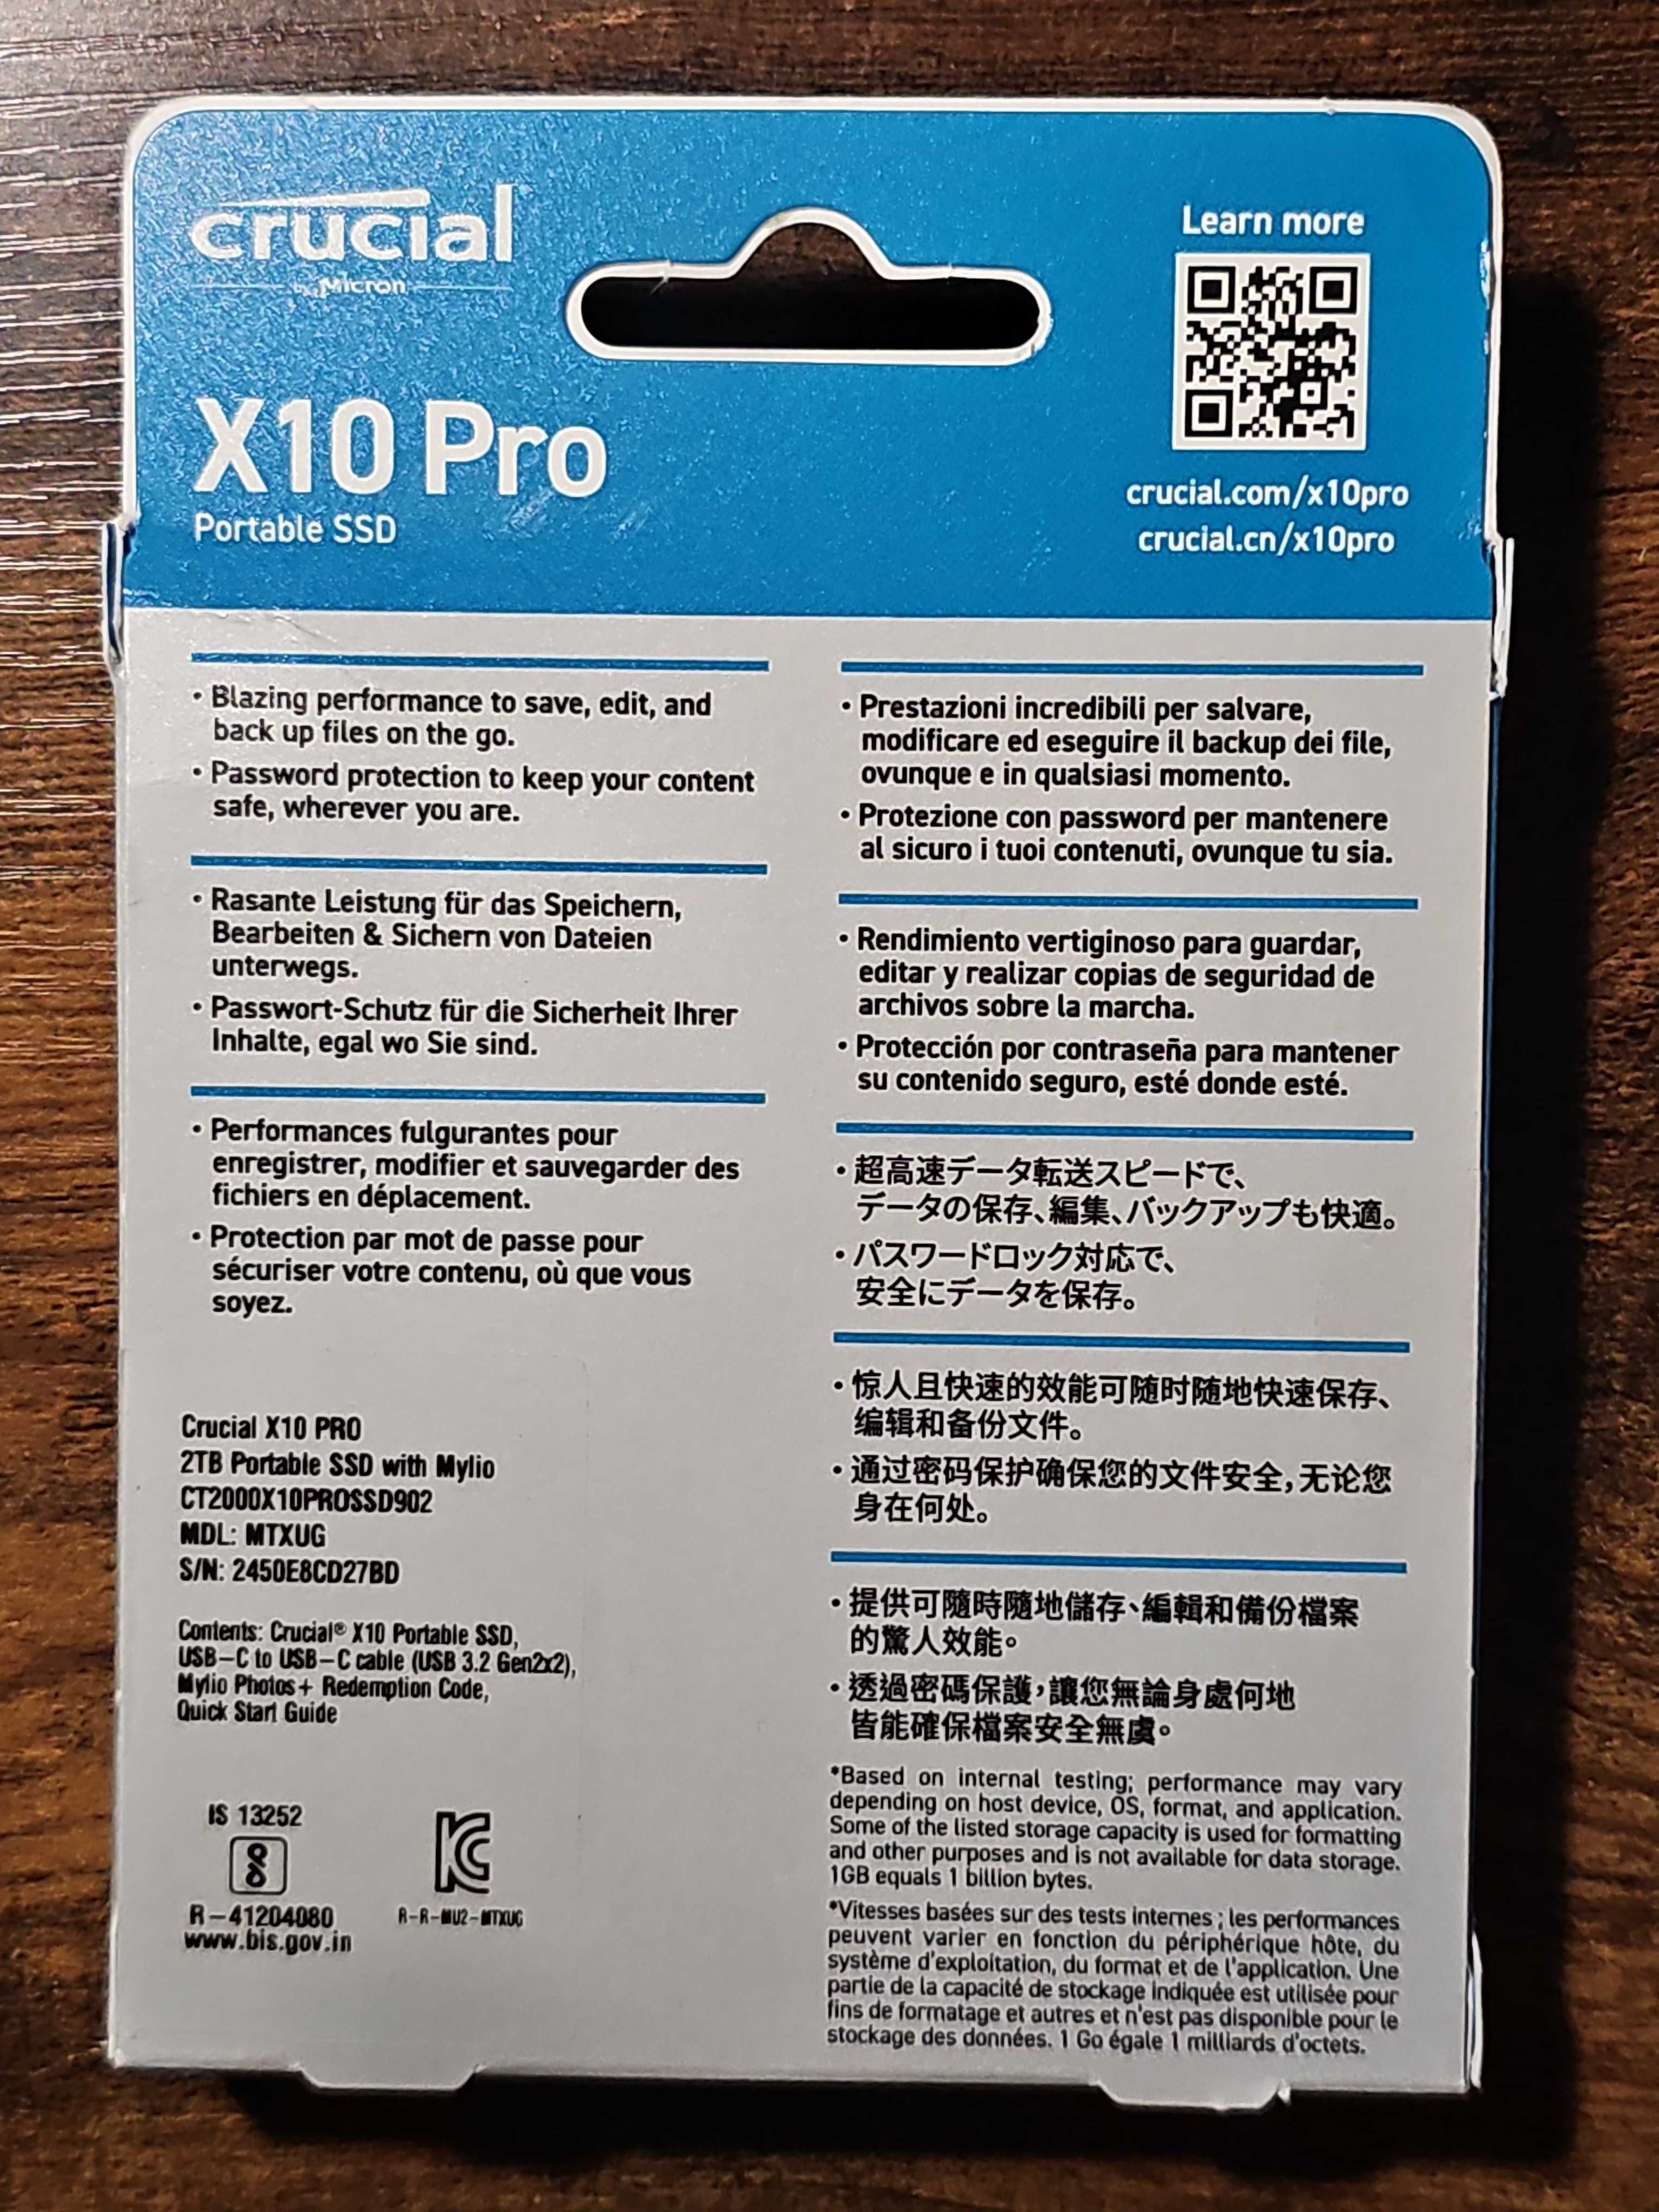 crucial
by Micron
X10 Pro
Portable SSD
Learn more
crucial.com/x10pro
crucial.cn/x10pro
• Blazing performance to save, edit, and
back up files on the go.
• Password protection to keep your content
safe, wherever you are.
• Rasante Leistung für das Speichern,
Bearbeiten & Sichern von Dateien
unterwegs.
• Passwort-Schutz für die Sicherheit Ihrer
Inhalte, egal wo Sie sind.
• Performances fulgurantes pour
enregistrer, modifier et sauvegarder des
fichiers en déplacement.
• Protection par mot de passe pour
sécuriser votre contenu, où que vous
soyez.
Crucial X10 PRO
2TB Portable SSD with Mylio
CT2000X10PROSSD902
MDL: MTXUG
S/N: 2450E8CD27BD
Contents: Crucial® X10 Portable SSD,
USB-C to USB-C cable (USB 3.2 Gen2x2),
Mylio Photos+ Redemption Code,
Quick Start Guide
IS 13252
R-41204080
www.bis.gov.in
R-R-MU2-MTXUG
• Prestazioni incredibili per salvare,
modificare ed eseguire il backup dei file,
ovunque e in qualsiasi momento.
• Protezione con password per mantenere
al sicuro i tuoi contenuti, ovunque tu sia.
• Rendimiento vertiginoso para guardar,
editar y realizar copias de seguridad de
archivos sobre la marcha.
• Protección por contraseña para mantener
su contenido seguro, esté donde esté.
• 超高速データ転送スピードで、
データの保存、編集、バックアップも快適。
• パスワードロック対応で、
安全にデータを保存。
• 惊人且快速的效能可随时随地快速保存、
编辑和备份文件。
• 通过密码保护确保您的文件安全，无论您
身在何处。
• 提供可隨時隨地儲存、編輯和備份檔案
的驚人效能。
• 透過密碼保護，讓您無論身處何地
皆能確保檔案安全無虞。
*Based on internal testing; performance may vary
depending on host device, OS, format, and application.
Some of the listed storage capacity is used for formatting
and other purposes and is not available for data storage.
1GB equals 1 billion bytes.
*Vitesses basées sur des tests internes ; les performances
peuvent varier en fonction du périphérique hôte, du
système d'exploitation, du format et de l'application. Une
partie de la capacité de stockage indiquée est utilisée pour
fins de formatage et autres et n'est pas disponible pour le
stockage des données. 1 Go égale 1 milliards d'octets.